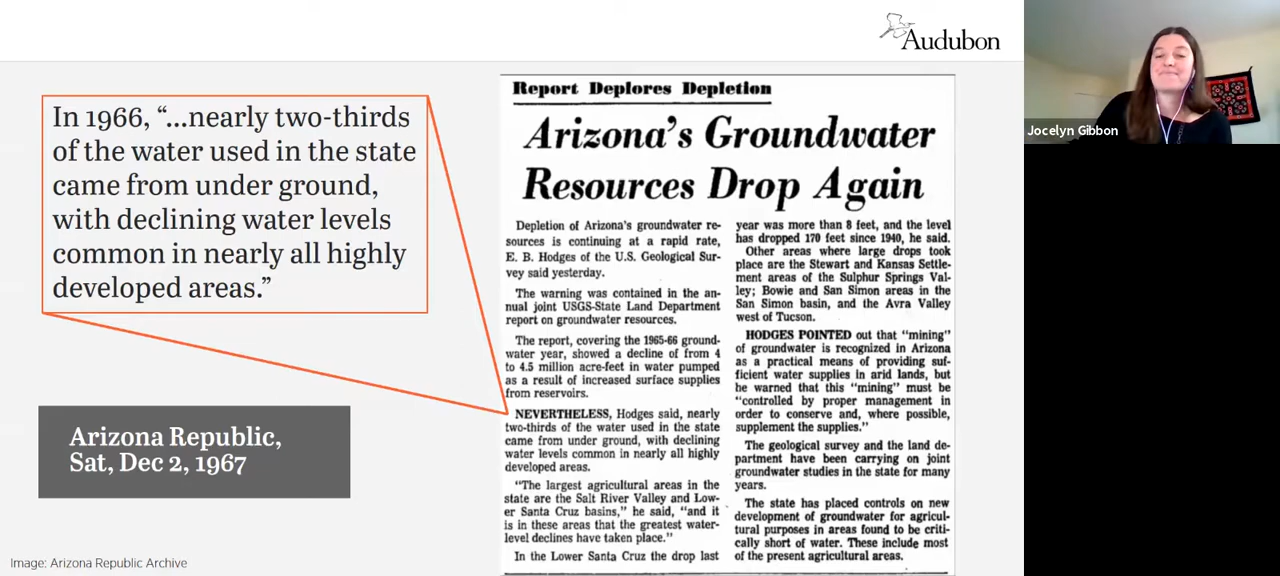 Audubon
Jocelyn Gibbon
In 1966, “...nearly two-thirds
of the water used in the state
came from under ground,
with declining water levels
common in nearly all highly
developed areas.”
Arizona Republic,
Sat, Dec 2, 1967
Image: Arizona Republic Archive
Report Deplores Depletion
Arizona's Groundwater
Resources Drop Again
Depletion of Arizona's groundwater re-
sources is continuing at a rapid rate,
E. B. Hodges of the U.S. Geological Sur-
vey said yesterday.
The warning was contained in the an-
nual joint USGS-State Land Department
report on groundwater resources.
The report, covering the 1965-66 ground-
water year, showed a decline of from 4
to 4.5 million acre-feet in water pumped
as a result of increased surface supplies
from reservoirs.
NEVERTHELESS, Hodges said, nearly
two-thirds of the water used in the state
came from under ground, with declining
water levels common in nearly all highly
developed areas.
"The largest agricultural areas in the
state are the Salt River Valley and Low-
er Santa Cruz basins," he said, "and it
is in these areas that the greatest water-
level declines have taken place."
In the Lower Santa Cruz the drop last
year was more than 8 feet, and the level
has dropped 170 feet since 1940, he said.
Other areas where large drops took
place are the Stewart and Kansas Settle-
ment areas of the Sulphur Springs Val-
ley; Bowie and San Simon areas in the
San Simon basin, and the Avra Valley
west of Tucson.
HODGES POINTED out that "mining"
of groundwater is recognized in Arizona
as a practical means of providing suf-
ficient water supplies in arid lands, but
he warned that this "mining" must be
"controlled by proper management in
order to conserve and, where possible,
supplement the supplies."
The geological survey and the land de-
partment have been carrying on joint
groundwater studies in the state for many
years.
The state has placed controls on new
development of groundwater for agricul-
tural purposes in areas found to be criti-
cally short of water. These include most
of the present agricultural areas.